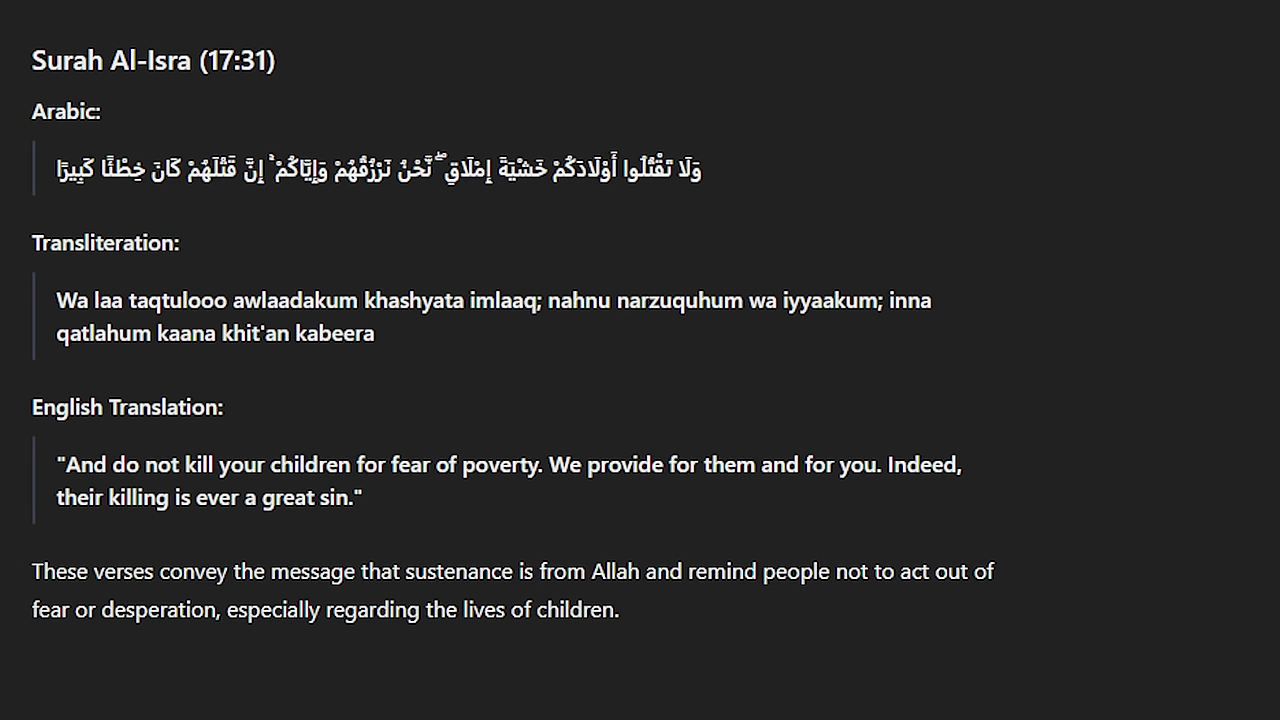 Surah Al-Isra (17:31)
Arabic:
وَلَا تَقْتُلُوا أَوْلَادَكُمْ خَشْيَةَ إِمْلَاقٍ ۖ نَّحْنُ نَرْزُقُهُمْ وَإِيَّاكُمْ ۚ إِنَّ قَتْلَهُمْ كَانَ خِطْئًا كَبِيرًا
Transliteration:
Wa laa taqtulooo awlaadakum khashyata imlaaq; nahnu narzuquhum wa iyyaakum; inna
qatlahum kaana khit'an kabeera
English Translation:
"And do not kill your children for fear of poverty. We provide for them and for you. Indeed,
their killing is ever a great sin."
These verses convey the message that sustenance is from Allah and remind people not to act out of
fear or desperation, especially regarding the lives of children.